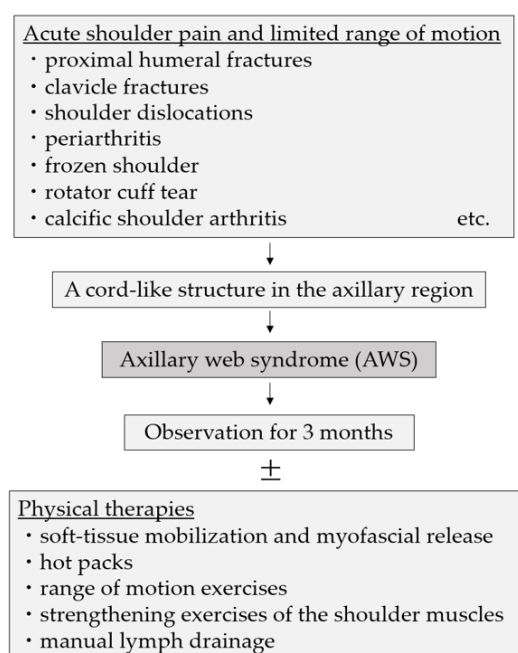 Acute shoulder pain and limited range of motion
・proximal humeral fractures
・clavicle fractures
・shoulder dislocations
・periarthritis
・frozen shoulder
・rotator cuff tear
・calcific shoulder arthritis etc.
A cord-like structure in the axillary region
Axillary web syndrome (AWS)
Observation for 3 months
±
Physical therapies
・soft-tissue mobilization and myofascial release
・hot packs
・range of motion exercises
・strengthening exercises of the shoulder muscles
・manual lymph drainage